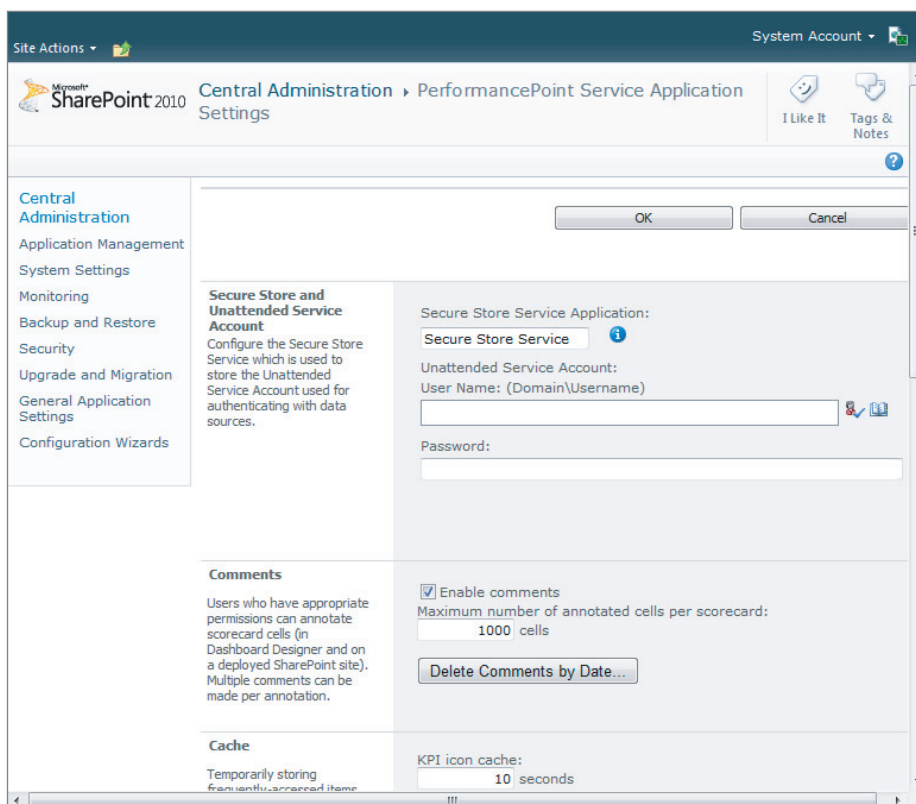 System Account
Site Actions
Microsoft
SharePoint 2010
Central Administration ▸ PerformancePoint Service Application
Settings
I Like It
Tags &
Notes
Central
Administration
Application Management
System Settings
Monitoring
Backup and Restore
Security
Upgrade and Migration
General Application
Settings
Configuration Wizards
OK
Cancel
Secure Store and
Unattended Service
Account
Configure the Secure Store
Service which is used to
store the Unattended
Service Account used for
authenticating with data
sources.
Secure Store Service Application:
Secure Store Service
Unattended Service Account:
User Name: (Domain\Username)
Password:
Comments
Users who have appropriate
permissions can annotate
scorecard cells (in
Dashboard Designer and on
a deployed SharePoint site).
Multiple comments can be
made per annotation.
Enable comments
Maximum number of annotated cells per scorecard:
1000 cells
Delete Comments by Date...
Cache
Temporarily storing
frequently-accessed items
KPI icon cache:
10 seconds